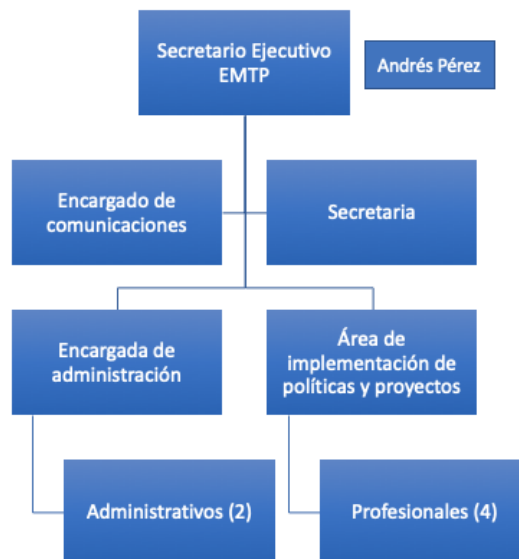 Secretario Ejecutivo
EMTP
Andrés Pérez
Encargado de
comunicaciones
Secretaria
Encargada de
administración
Área de
implementación de
políticas y proyectos
Administrativos (2)
Profesionales (4)